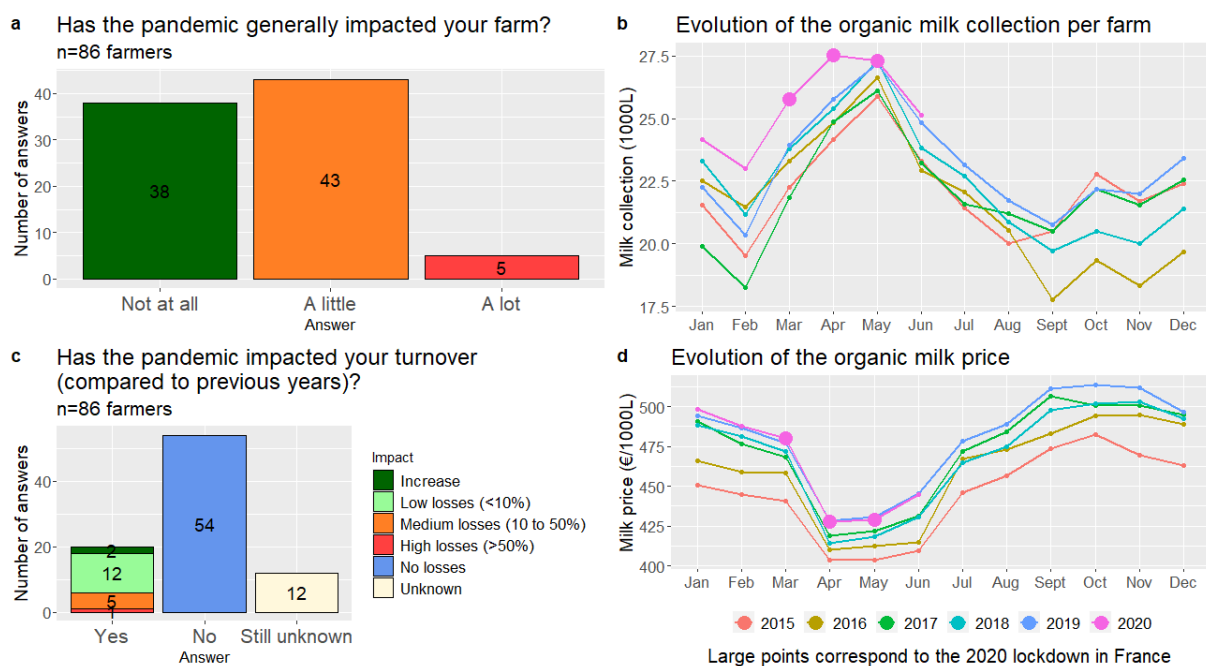 a Has the pandemic generally impacted your farm?
n=86 farmers
Number of answers
40
30
20
10
0
38
43
5
Not at all A little A lot
Answer
b Evolution of the organic milk collection per farm
Milk collection (1000L)
27.5
25.0
22.5
20.0
17.5
Jan Feb Mar Apr May Jun Jul Aug Sept Oct Nov Dec
c Has the pandemic impacted your turnover
(compared to previous years)?
n=86 farmers
Number of answers
40
20
0
2
12
5
1
54
12
Yes No Still unknown
Answer
Impact
Increase
Low losses (<10%)
Medium losses (10 to 50%)
High losses (>50%)
No losses
Unknown
d Evolution of the organic milk price
Milk price (€/1000L)
500
475
450
425
400
Jan Feb Mar Apr May Jun Jul Aug Sept Oct Nov Dec
2015 2016 2017 2018 2019 2020
Large points correspond to the 2020 lockdown in France